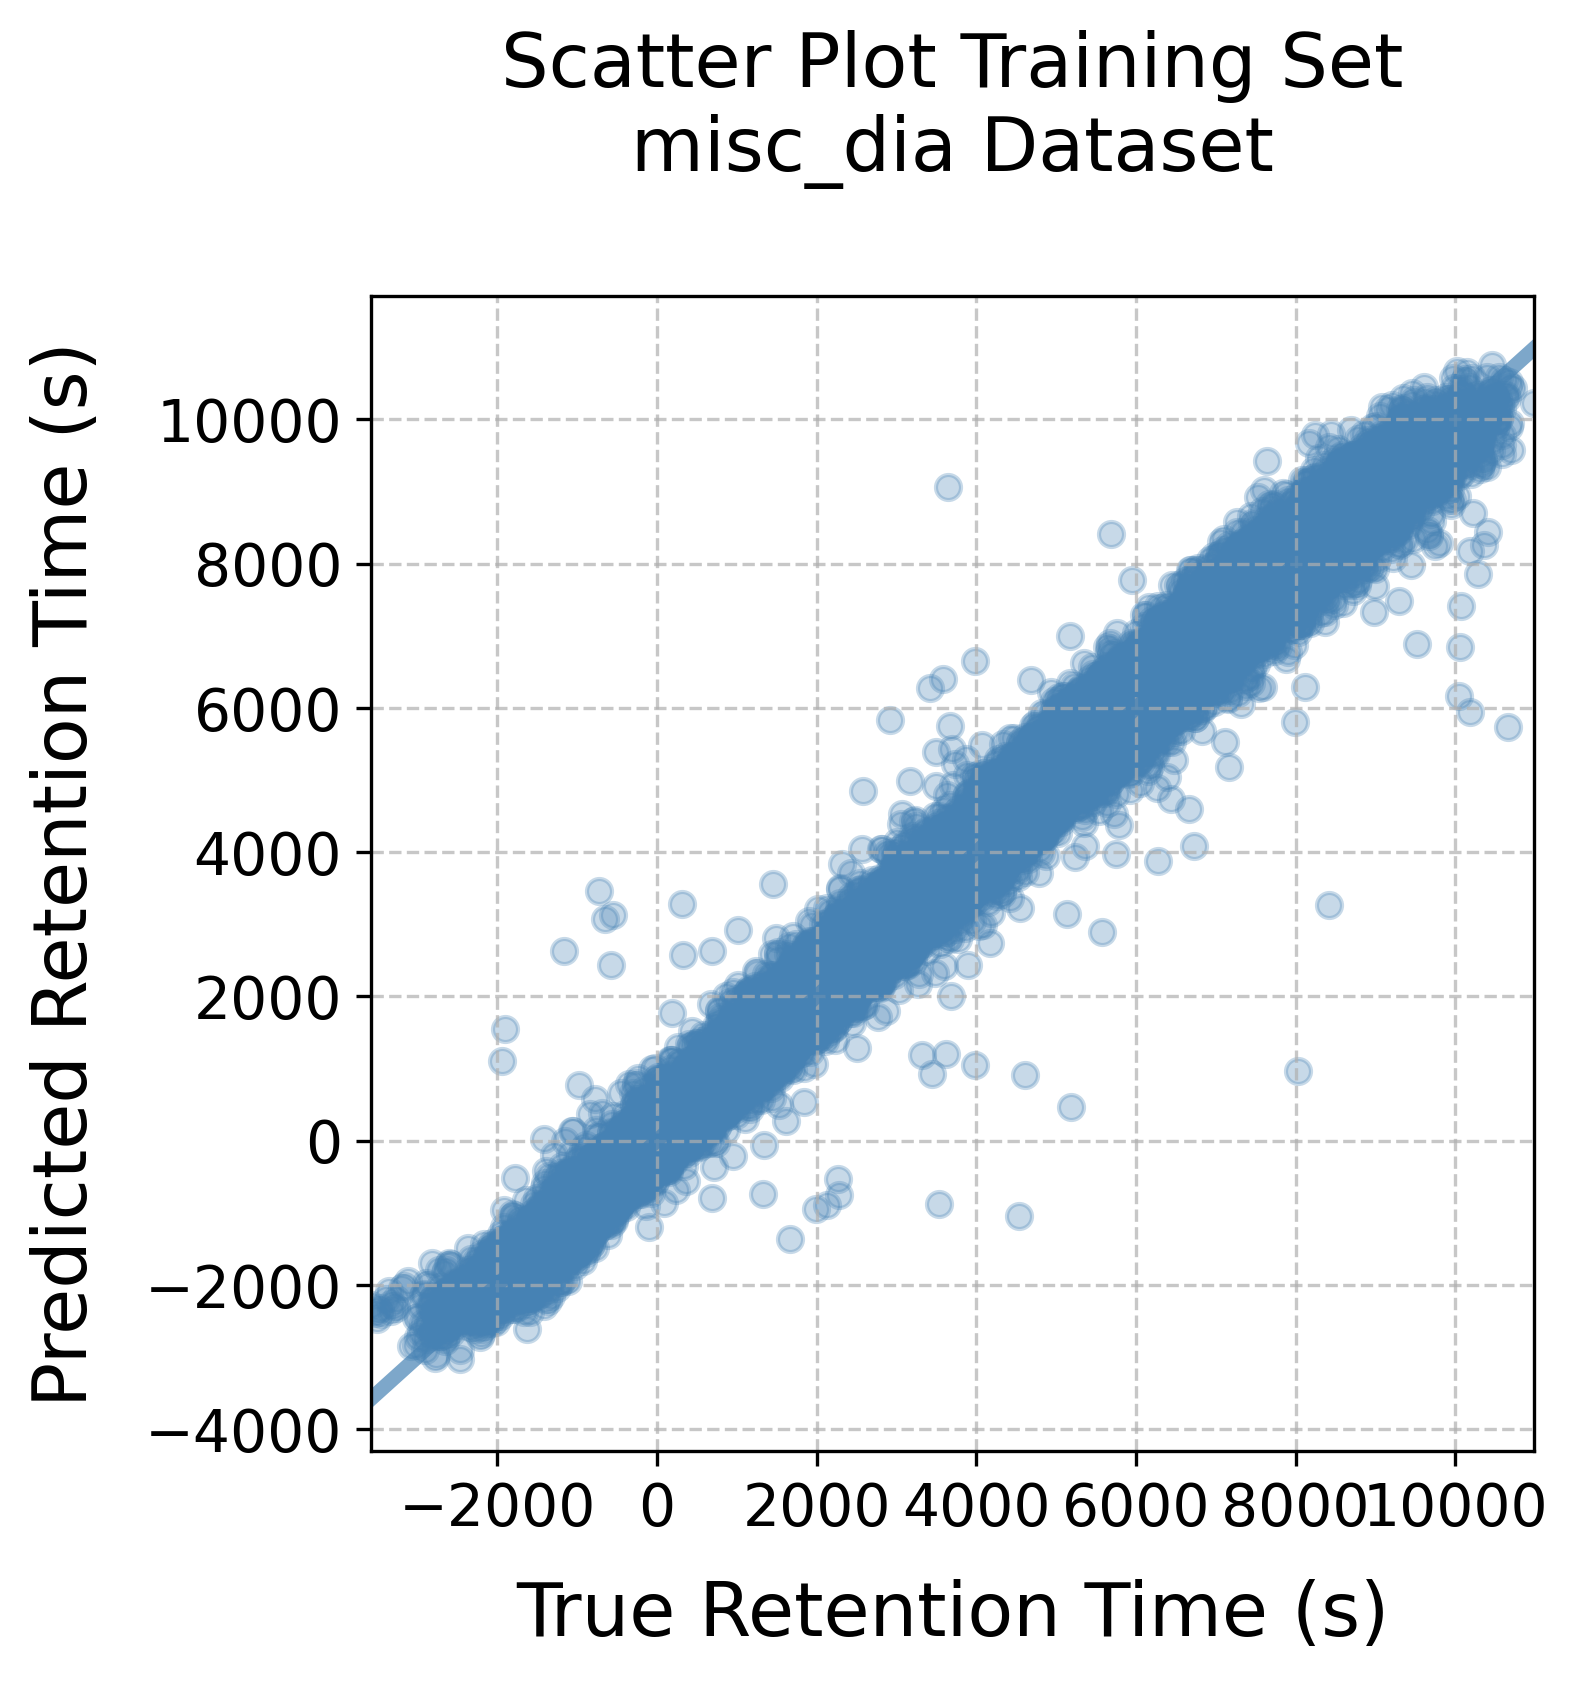 Scatter Plot Training Set
misc_dia Dataset
Predicted Retention Time (s)
10000
8000
6000
4000
2000
0
−2000
−4000
−2000 0 2000 4000 6000 8000 10000
True Retention Time (s)